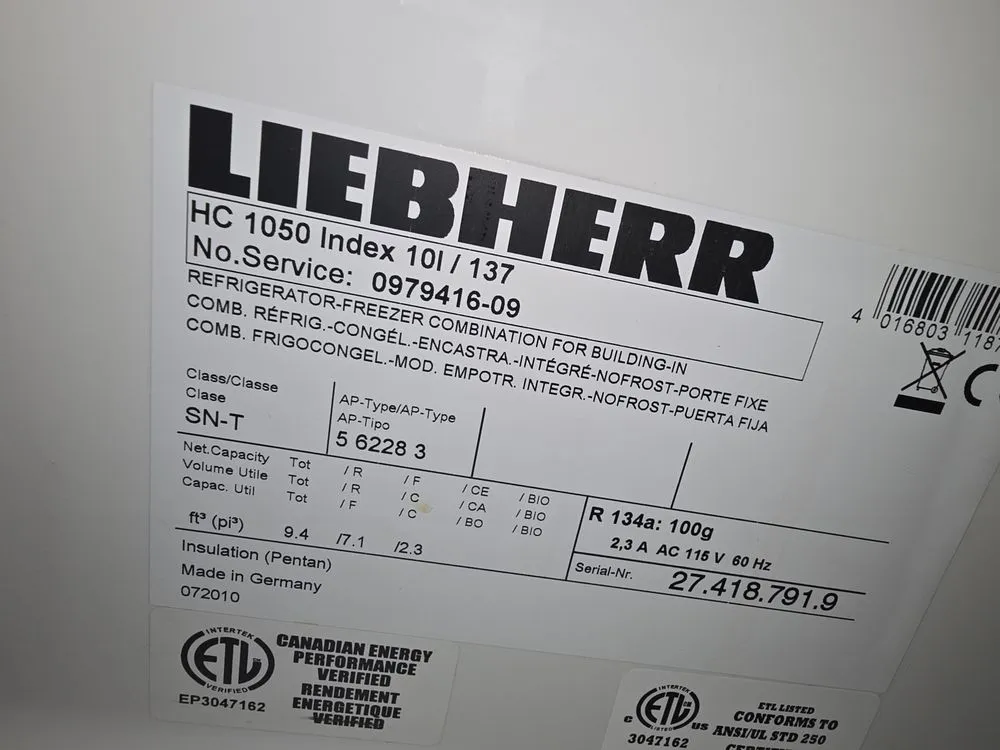 LIEBHERR
HC 1050 Index 10I / 137
No.Service: 0979416-09
REFRIGERATOR-FREEZER COMBINATION FOR BUILDING-IN
COMB. RÉFRIG.-CONGÉL.-ENCASTRA.-INTÉGRÉ-NOFROST-PORTE FIXE
COMB. FRIGOCONGEL.-MOD. EMPOTR. INTEGR.-NOFROST-PUERTA FIJA
4 016803 1187
CE
Class/Classe
Clase
SN-T
AP-Type/AP-Type
AP-Tipo
5 6228 3
Net.Capacity Tot / R / F / CE / BIO
Volume Utile Tot / R / C / CA / BIO
Capac. Util Tot / F / C / BO / BIO
ft³ (pi³) 9.4 /7.1 /2.3
R 134a: 100g
2,3 A AC 115 V 60 Hz
Serial-Nr. 27.418.791.9
Insulation (Pentan)
Made in Germany
072010
INTERTEK
ETL
VERIFIED
EP3047162
CANADIAN ENERGY
PERFORMANCE
VERIFIED
RENDEMENT
ENERGETIQUE
VERIFIED
INTERTEK
c ETL us
LISTED
3047162
ETL LISTED
CONFORMS TO
ANSI/UL STD 250